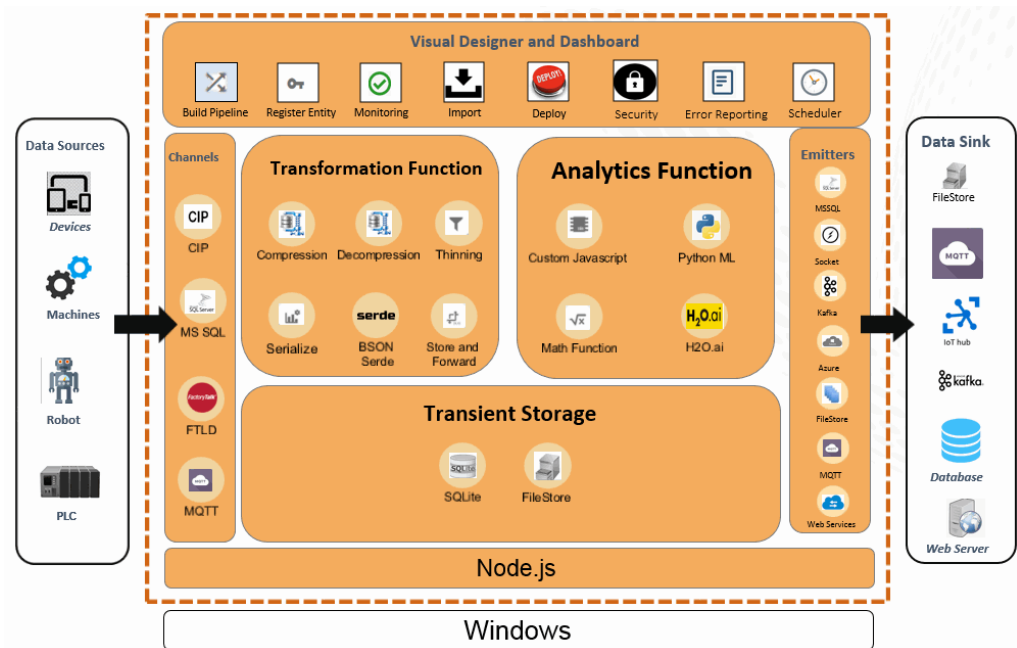 Visual Designer and Dashboard
DEPLOY!
Build Pipeline
Register Entity
Monitoring
Import
Deploy
Security
Error Reporting
Scheduler
Data Sources
Devices
Machines
Robot
PLC
Channels
CIP
CIP
SQL Server
MS SQL
FactoryTalk
FTLD
MQTT
MQTT
Transformation Function
Compression
Decompression
Thinning
Serialize
serde
BSON
Serde
Store and
Forward
Analytics Function
Custom Javascript
Python ML
√x
Math Function
H2O.ai
H2O.ai
Transient Storage
SQLite
SQLite
FileStore
Emitters
SQL Server
MSSQL
Socket
Kafka
Azure
FileStore
MQTT
MQTT
Web Services
Data Sink
FileStore
MQTT
IoT hub
kafka.
Database
Web Server
Node.js
Windows